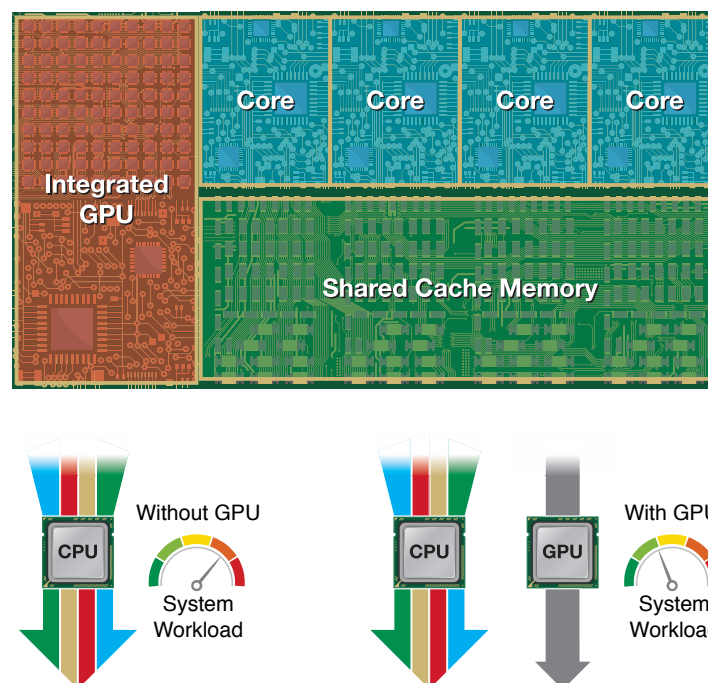 Core Core Core Core
Integrated
GPU
Shared Cache Memory
Without GPU
CPU
System
Workload
With GPU
CPU
GPU
System
Workload